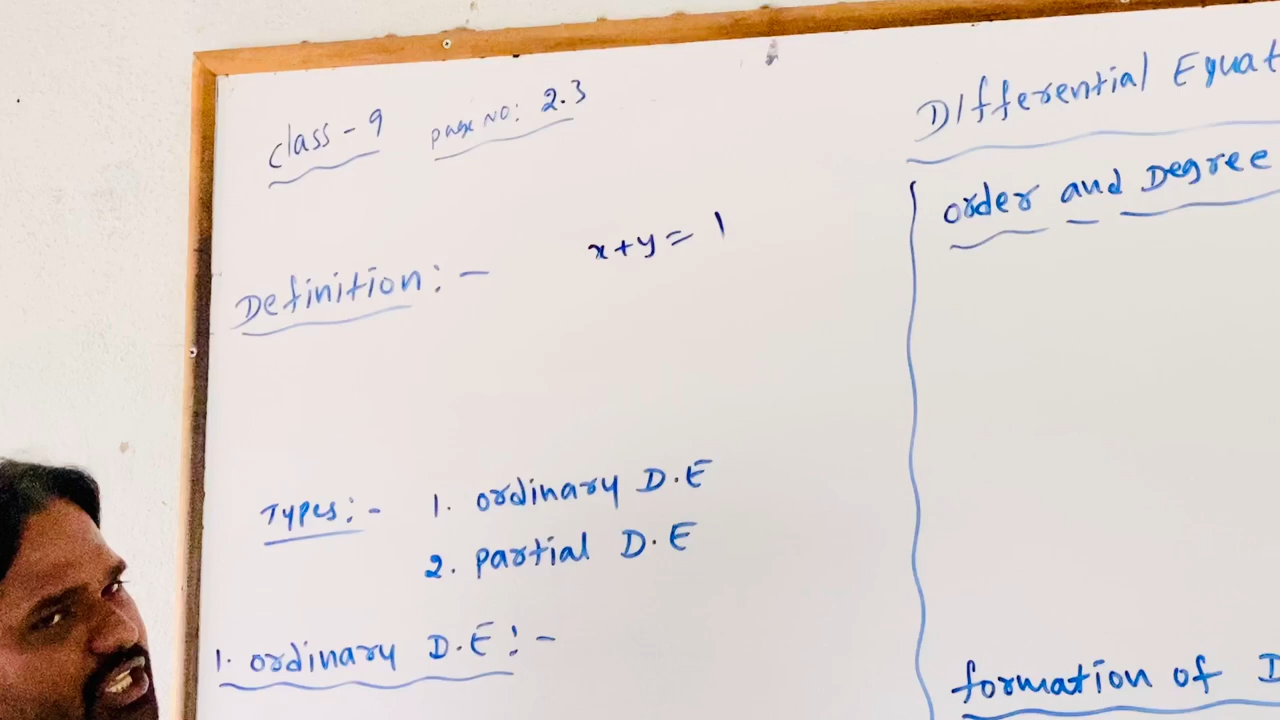 class - 9 page NO: 2.3
Differential Equat
x+y= 1
Definition: -
Types: - 1. ordinary D.E
2. partial D.E
1. ordinary D.E: -
order and Degree
formation of D